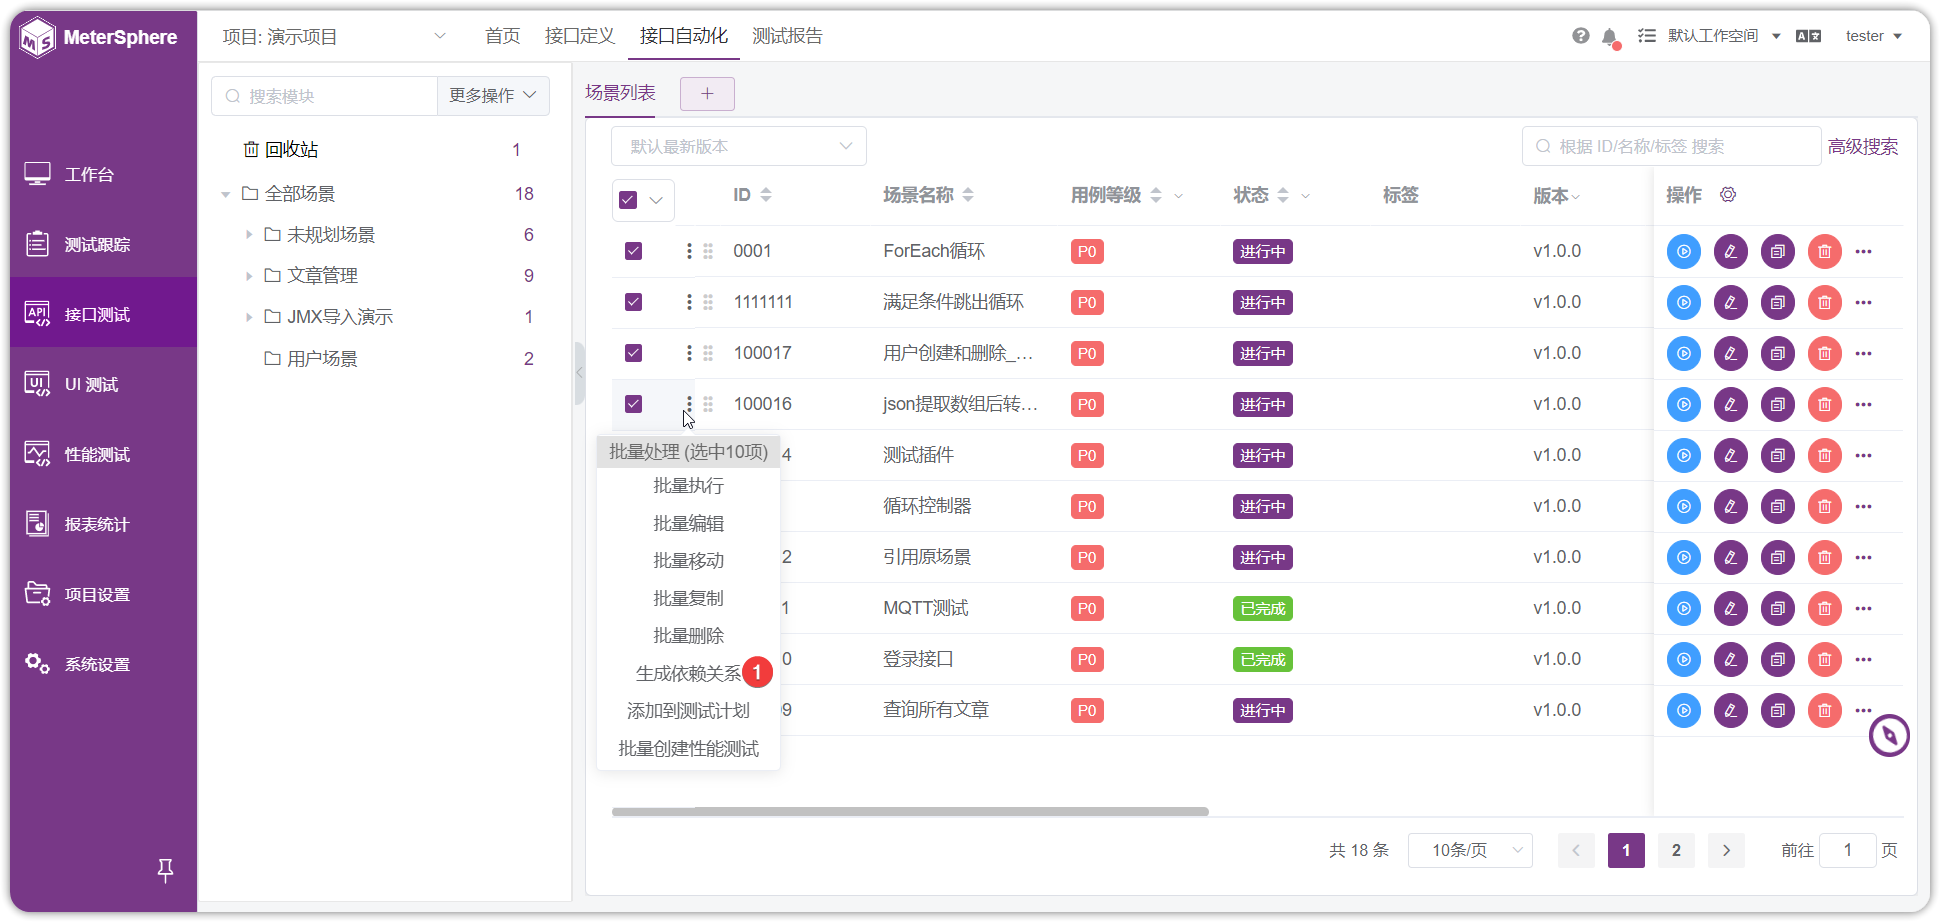 MeterSphere
项目: 演示项目
首页
接口定义
接口自动化
测试报告
默认工作空间
tester
工作台
测试跟踪
接口测试
UI 测试
性能测试
报表统计
项目设置
系统设置
搜索模块
更多操作
回收站 1
全部场景 18
未规划场景 6
文章管理 9
JMX导入演示 1
用户场景 2
场景列表
+
默认最新版本
根据 ID/名称/标签 搜索
高级搜索
ID 场景名称 用例等级 状态 标签 版本 操作
0001 ForEach循环 P0 进行中 v1.0.0
1111111 满足条件跳出循环 P0 进行中 v1.0.0
100017 用户创建和删除_... P0 进行中 v1.0.0
100016 json提取数组后转... P0 进行中 v1.0.0
4 测试插件 P0 进行中 v1.0.0
循环控制器 P0 进行中 v1.0.0
2 引用原场景 P0 进行中 v1.0.0
1 MQTT测试 P0 已完成 v1.0.0
0 登录接口 P0 已完成 v1.0.0
9 查询所有文章 P0 进行中 v1.0.0
批量处理 (选中10项)
批量执行
批量编辑
批量移动
批量复制
批量删除
生成依赖关系 1
添加到测试计划
批量创建性能测试
共 18 条
10条/页
1
2
前往 1 页